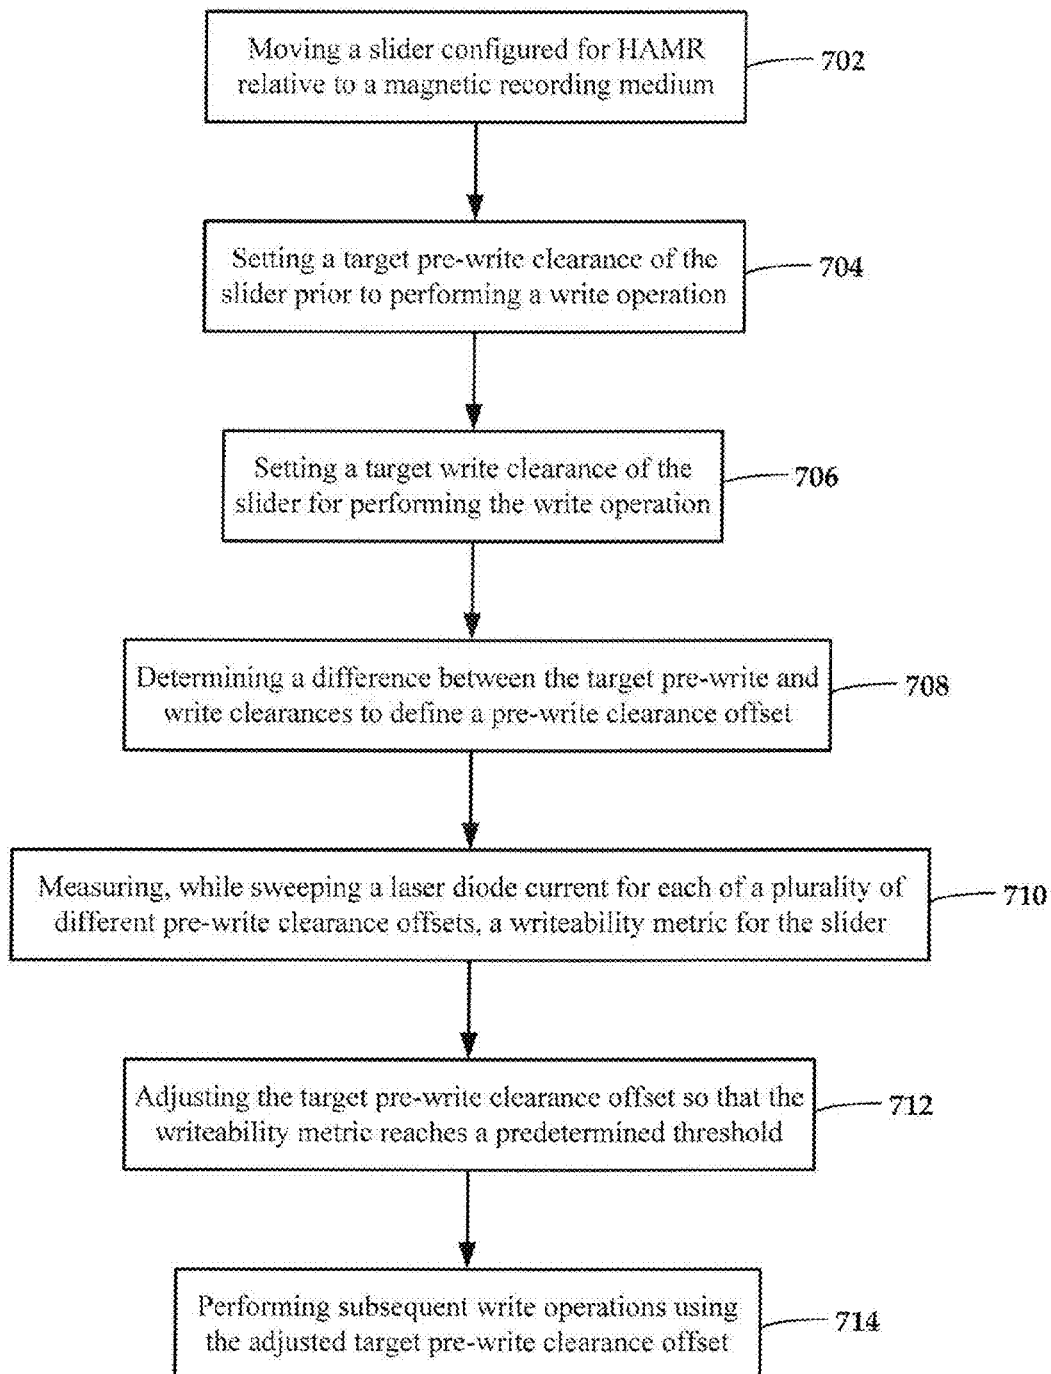 Moving a slider configured for HAMR
relative to a magnetic recording medium
702
Setting a target pre-write clearance of the
slider prior to performing a write operation
704
Setting a target write clearance of the
slider for performing the write operation
706
Determining a difference between the target pre-write and
write clearances to define a pre-write clearance offset
708
Measuring, while sweeping a laser diode current for each of a plurality of
different pre-write clearance offsets, a writeability metric for the slider
710
Adjusting the target pre-write clearance offset so that the
writeability metric reaches a predetermined threshold
712
Performing subsequent write operations using
the adjusted target pre-write clearance offset
714